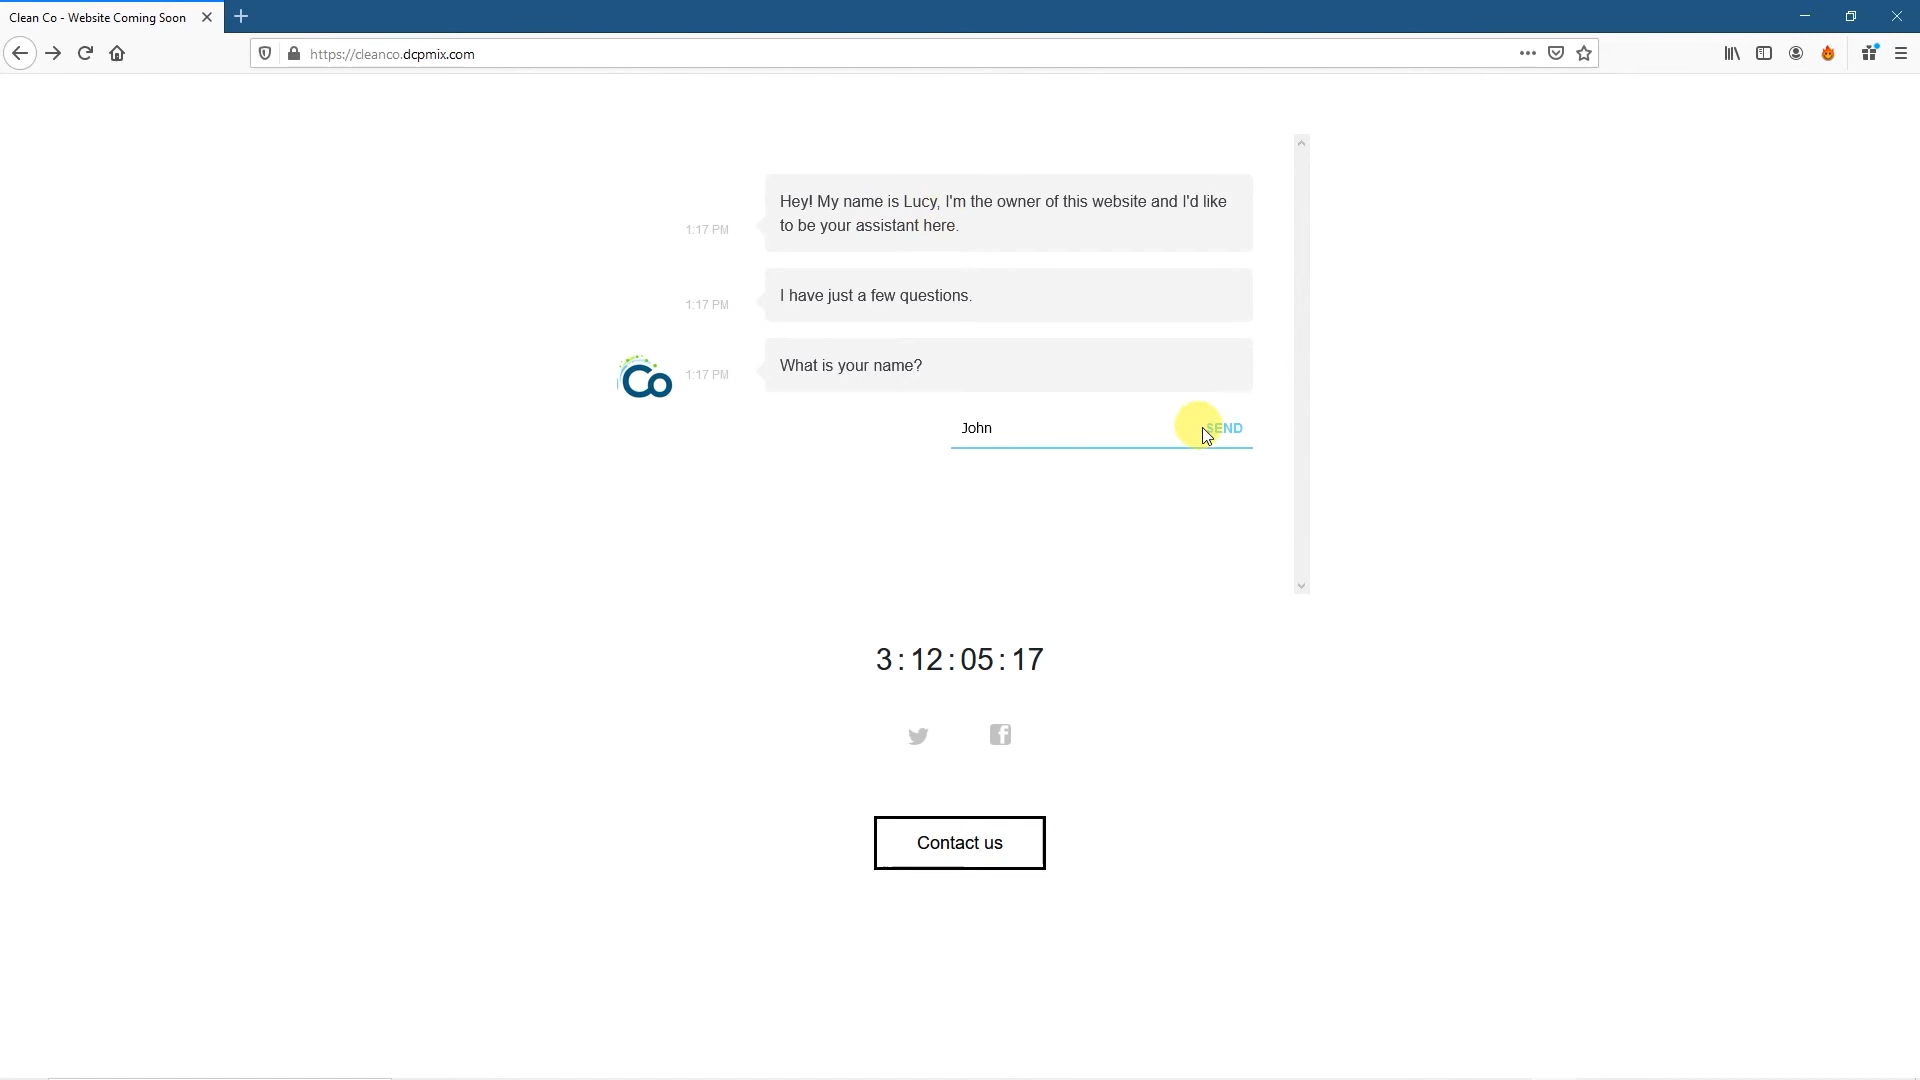 Clean Co - Website Coming Soon
https://cleanco.dcpmix.com
Hey! My name is Lucy, I'm the owner of this website and I'd like
to be your assistant here.
1:17 PM
I have just a few questions.
1:17 PM
What is your name?
Co
1:17 PM
John
SEND
3:12:05:17
Contact us